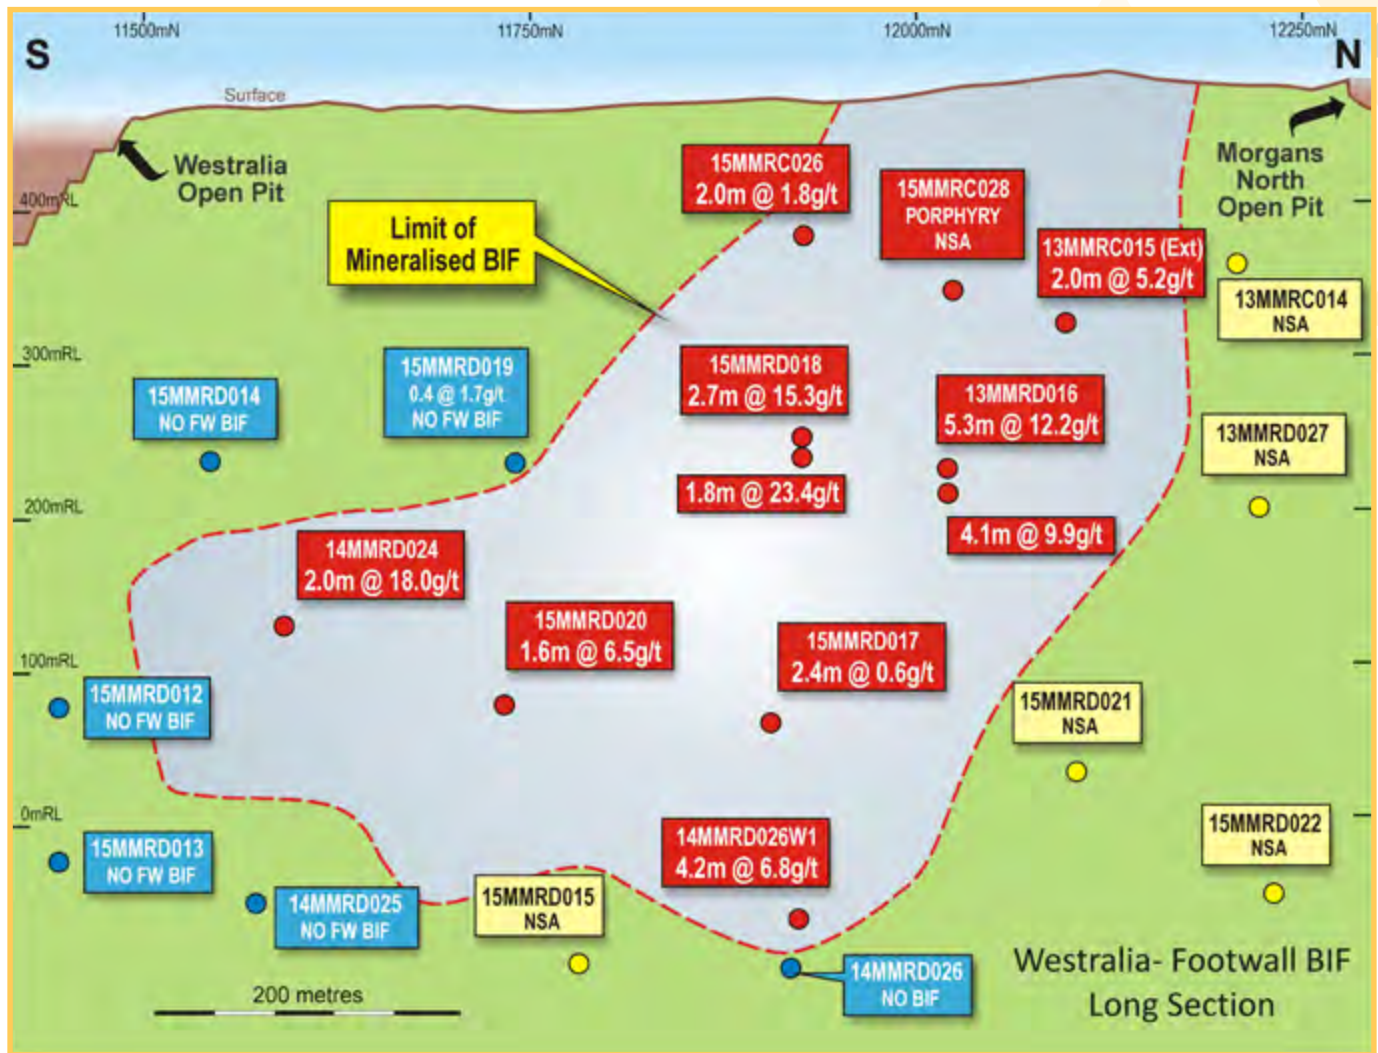 11500mN
11750mN
12000mN
12250mN
S
N
Surface
Westralia
Open Pit
Morgans
North
Open Pit
400mRL
300mRL
200mRL
100mRL
0mRL
Limit of
Mineralised BIF
15MMRC026
2.0m @ 1.8g/t
15MMRC028
PORPHYRY
NSA
13MMRC015 (Ext)
2.0m @ 5.2g/t
13MMRC014
NSA
15MMRD014
NO FW BIF
15MMRD019
0.4 @ 1.7g/t
NO FW BIF
15MMRD018
2.7m @ 15.3g/t
1.8m @ 23.4g/t
13MMRD016
5.3m @ 12.2g/t
4.1m @ 9.9g/t
13MMRD027
NSA
14MMRD024
2.0m @ 18.0g/t
15MMRD020
1.6m @ 6.5g/t
15MMRD017
2.4m @ 0.6g/t
15MMRD012
NO FW BIF
15MMRD021
NSA
15MMRD013
NO FW BIF
14MMRD026W1
4.2m @ 6.8g/t
15MMRD022
NSA
14MMRD025
NO FW BIF
15MMRD015
NSA
14MMRD026
NO BIF
Westralia- Footwall BIF
Long Section
200 metres